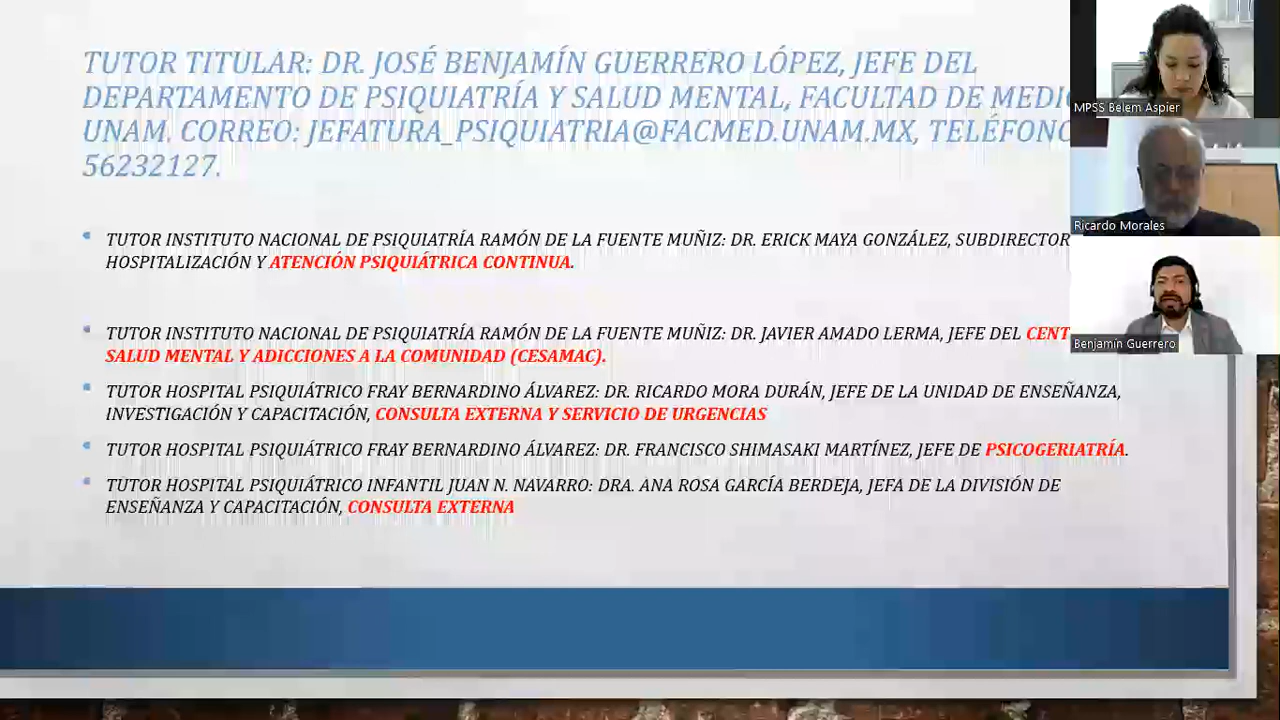 TUTOR TITULAR: DR. JOSÉ BENJAMÍN GUERRERO LÓPEZ, JEFE DEL
DEPARTAMENTO DE PSIQUIATRÍA Y SALUD MENTAL, FACULTAD DE
UNAM. CORREO: JEFATURA_PSIQUIATRIA@FACMED.UNAM.MX,
56232127.
TUTOR INSTITUTO NACIONAL DE PSIQUIATRÍA RAMÓN DE LA FUENTE MUÑIZ: DR. ERICK MAYA GONZÁLEZ, SUBDIRECTOR
HOSPITALIZACIÓN Y ATENCIÓN PSIQUIÁTRICA CONTINUA.
TUTOR INSTITUTO NACIONAL DE PSIQUIATRÍA RAMÓN DE LA FUENTE MUÑIZ: DR. JAVIER AMADO LERMA, JEFE DEL
SALUD MENTAL Y ADICCIONES A LA COMUNIDAD (CESAMAC).
TUTOR HOSPITAL PSIQUIÁTRICO FRAY BERNARDINO ÁLVAREZ: DR. RICARDO MORA DURÁN, JEFE DE LA UNIDAD DE ENSEÑANZA,
INVESTIGACIÓN Y CAPACITACIÓN, CONSULTA EXTERNA Y SERVICIO DE URGENCIAS
TUTOR HOSPITAL PSIQUIÁTRICO FRAY BERNARDINO ÁLVAREZ: DR. FRANCISCO SHIMASAKI MARTÍNEZ, JEFE DE PSICOGERIATRÍA.
TUTOR HOSPITAL PSIQUIÁTRICO INFANTIL JUAN N. NAVARRO: DRA. ANA ROSA GARCÍA BERDEJA, JEFA DE LA DIVISIÓN DE
ENSEÑANZA Y CAPACITACIÓN, CONSULTA EXTERNA
MPSS Belem Aspier
Ricardo Morales
Benjamín Guerrero